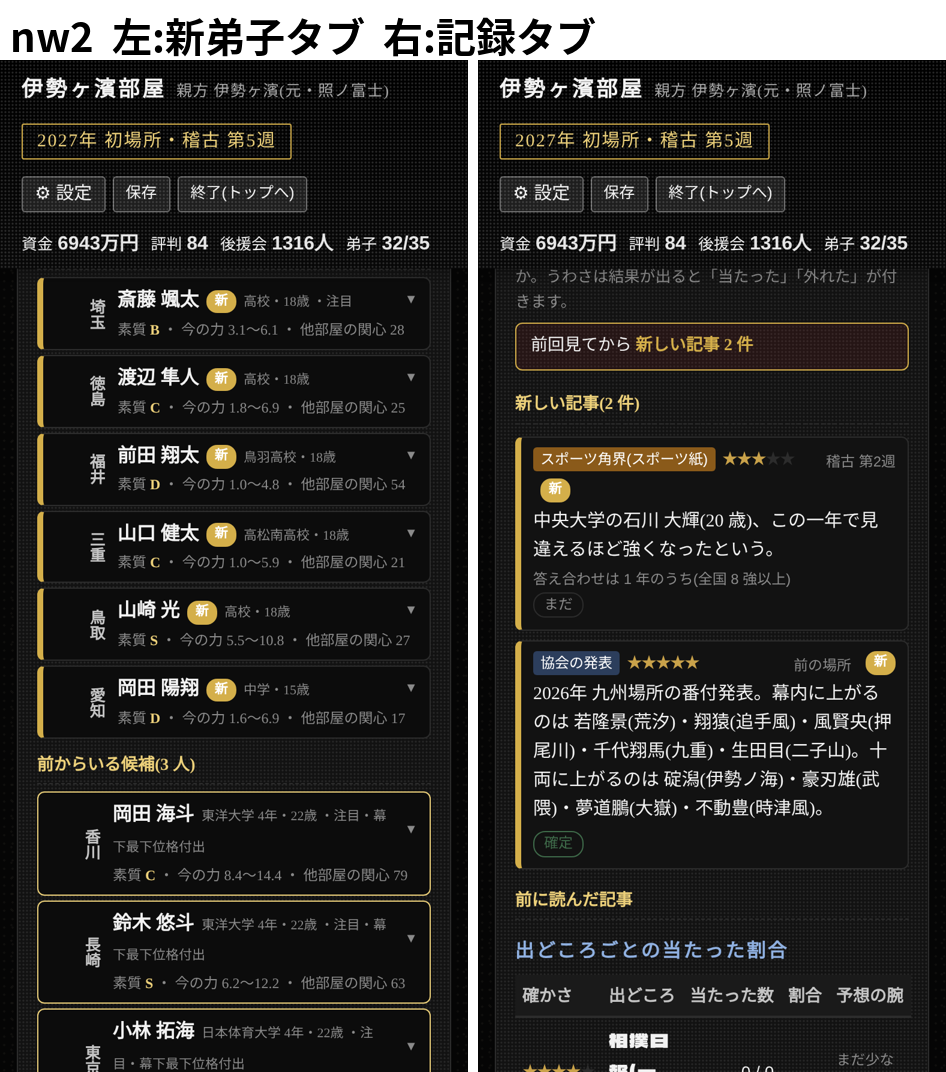 nw2 左:新弟子タブ 右:記録タブ
伊勢ヶ濱部屋 親方 伊勢ヶ濱(元・照ノ富士)
2027年 初場所・稽古 第5週
⚙ 設定 保存 終了(トップへ)
資金 6943万円 評判 84 後援会 1316人 弟子 32/35
埼玉 斎藤 颯太 新 高校・18歳 ・注目 ▼
素質 B ・ 今の力 3.1〜6.1 ・ 他部屋の関心 28
徳島 渡辺 隼人 新 高校・18歳 ▼
素質 C ・ 今の力 1.8〜6.9 ・ 他部屋の関心 25
福井 前田 翔太 新 鳥羽高校・18歳 ▼
素質 D ・ 今の力 1.0〜4.8 ・ 他部屋の関心 54
三重 山口 健太 新 高松南高校・18歳 ▼
素質 C ・ 今の力 1.0〜5.9 ・ 他部屋の関心 21
鳥取 山崎 光 新 高校・18歳 ▼
素質 S ・ 今の力 5.5〜10.8 ・ 他部屋の関心 27
愛知 岡田 陽翔 新 中学・15歳 ▼
素質 D ・ 今の力 1.6〜6.9 ・ 他部屋の関心 17
前からいる候補(3 人)
香川 岡田 海斗 東洋大学 4年・22歳 ・注目・幕 ▼
下最下位格付出
素質 C ・ 今の力 8.4〜14.4 ・ 他部屋の関心 79
長崎 鈴木 悠斗 東洋大学 4年・22歳 ・注目・幕 ▼
下最下位格付出
素質 S ・ 今の力 6.2〜12.2 ・ 他部屋の関心 63
東京 小林 拓海 日本体育大学 4年・22歳 ・注 ▼
目・幕下最下位格付出
伊勢ヶ濱部屋 親方 伊勢ヶ濱(元・照ノ富士)
2027年 初場所・稽古 第5週
⚙ 設定 保存 終了(トップへ)
資金 6943万円 評判 84 後援会 1316人 弟子 32/35
か。うわさは結果が出ると「当たった」「外れた」が付
きます。
前回見てから 新しい記事 2 件
新しい記事(2 件)
スポーツ角界(スポーツ紙) ★★★★★ 稽古 第2週
新
中央大学の石川 大輝(20 歳)、この一年で見
違えるほど強くなったという。
答え合わせは 1 年のうち(全国 8 強以上)
まだ
協会の発表 ★★★★★ 前の場所 新
2026年 九州場所の番付発表。幕内に上がる
のは 若隆景(荒汐)・翔猿(追手風)・風賢央(押
尾川)・千代翔馬(九重)・生田目(二子山)。十
両に上がるのは 碇潟(伊勢ノ海)・豪刃雄(武
隈)・夢道鵬(大嶽)・不動豊(時津風)。
確定
前に読んだ記事
出どころごとの当たった割合
確かさ 出どころ 当たった数 割合 予想の腕
相撲日
まだ少な